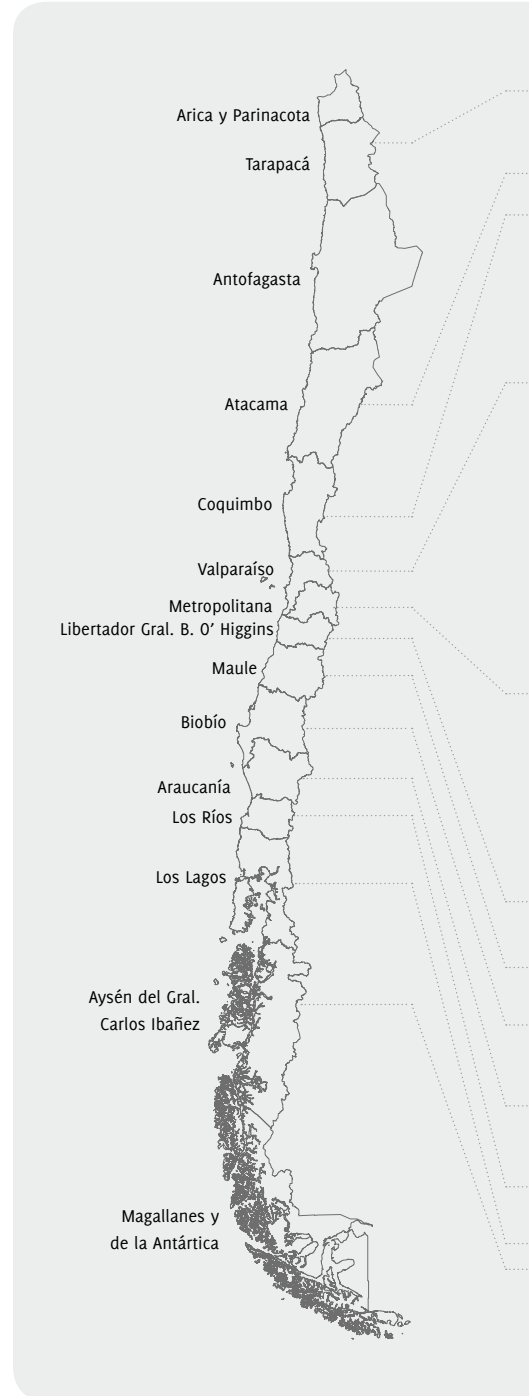 Arica y Parinacota
Tarapacá
Antofagasta
Atacama
Coquimbo
Valparaíso
Metropolitana
Libertador Gral. B. O’ Higgins
Maule
Biobío
Araucanía
Los Ríos
Los Lagos
Aysén del Gral.
Carlos Ibañez
Magallanes y
de la Antártica